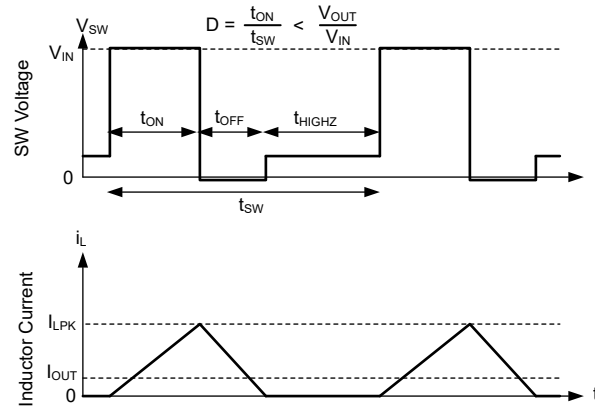 V_SW
D = t_ON / t_SW < V_OUT / V_IN
V_IN
SW Voltage
t_ON
t_OFF
t_HIGHZ
0
t_SW
i_L
Inductor Current
I_LPK
I_OUT
0
t